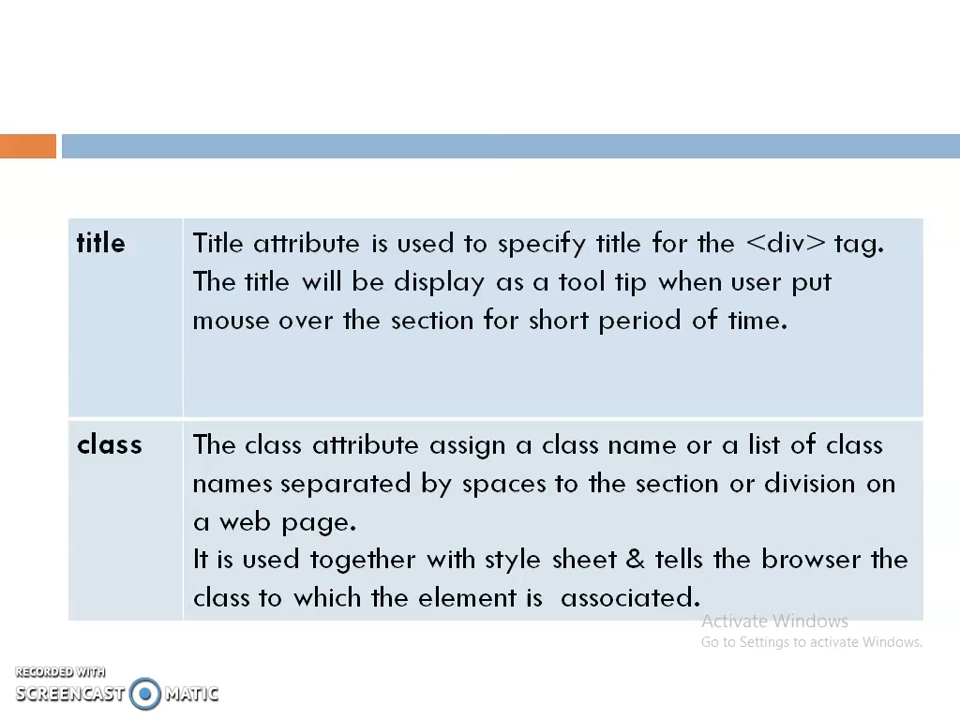 title
Title attribute is used to specify title for the <div> tag.
The title will be display as a tool tip when user put
mouse over the section for short period of time.
class
The class attribute assign a class name or a list of class
names separated by spaces to the section or division on
a web page.
It is used together with style sheet & tells the browser the
class to which the element is  associated.
Activate Windows
Go to Settings to activate Windows.
RECORDED WITH
SCREENCAST MATIC